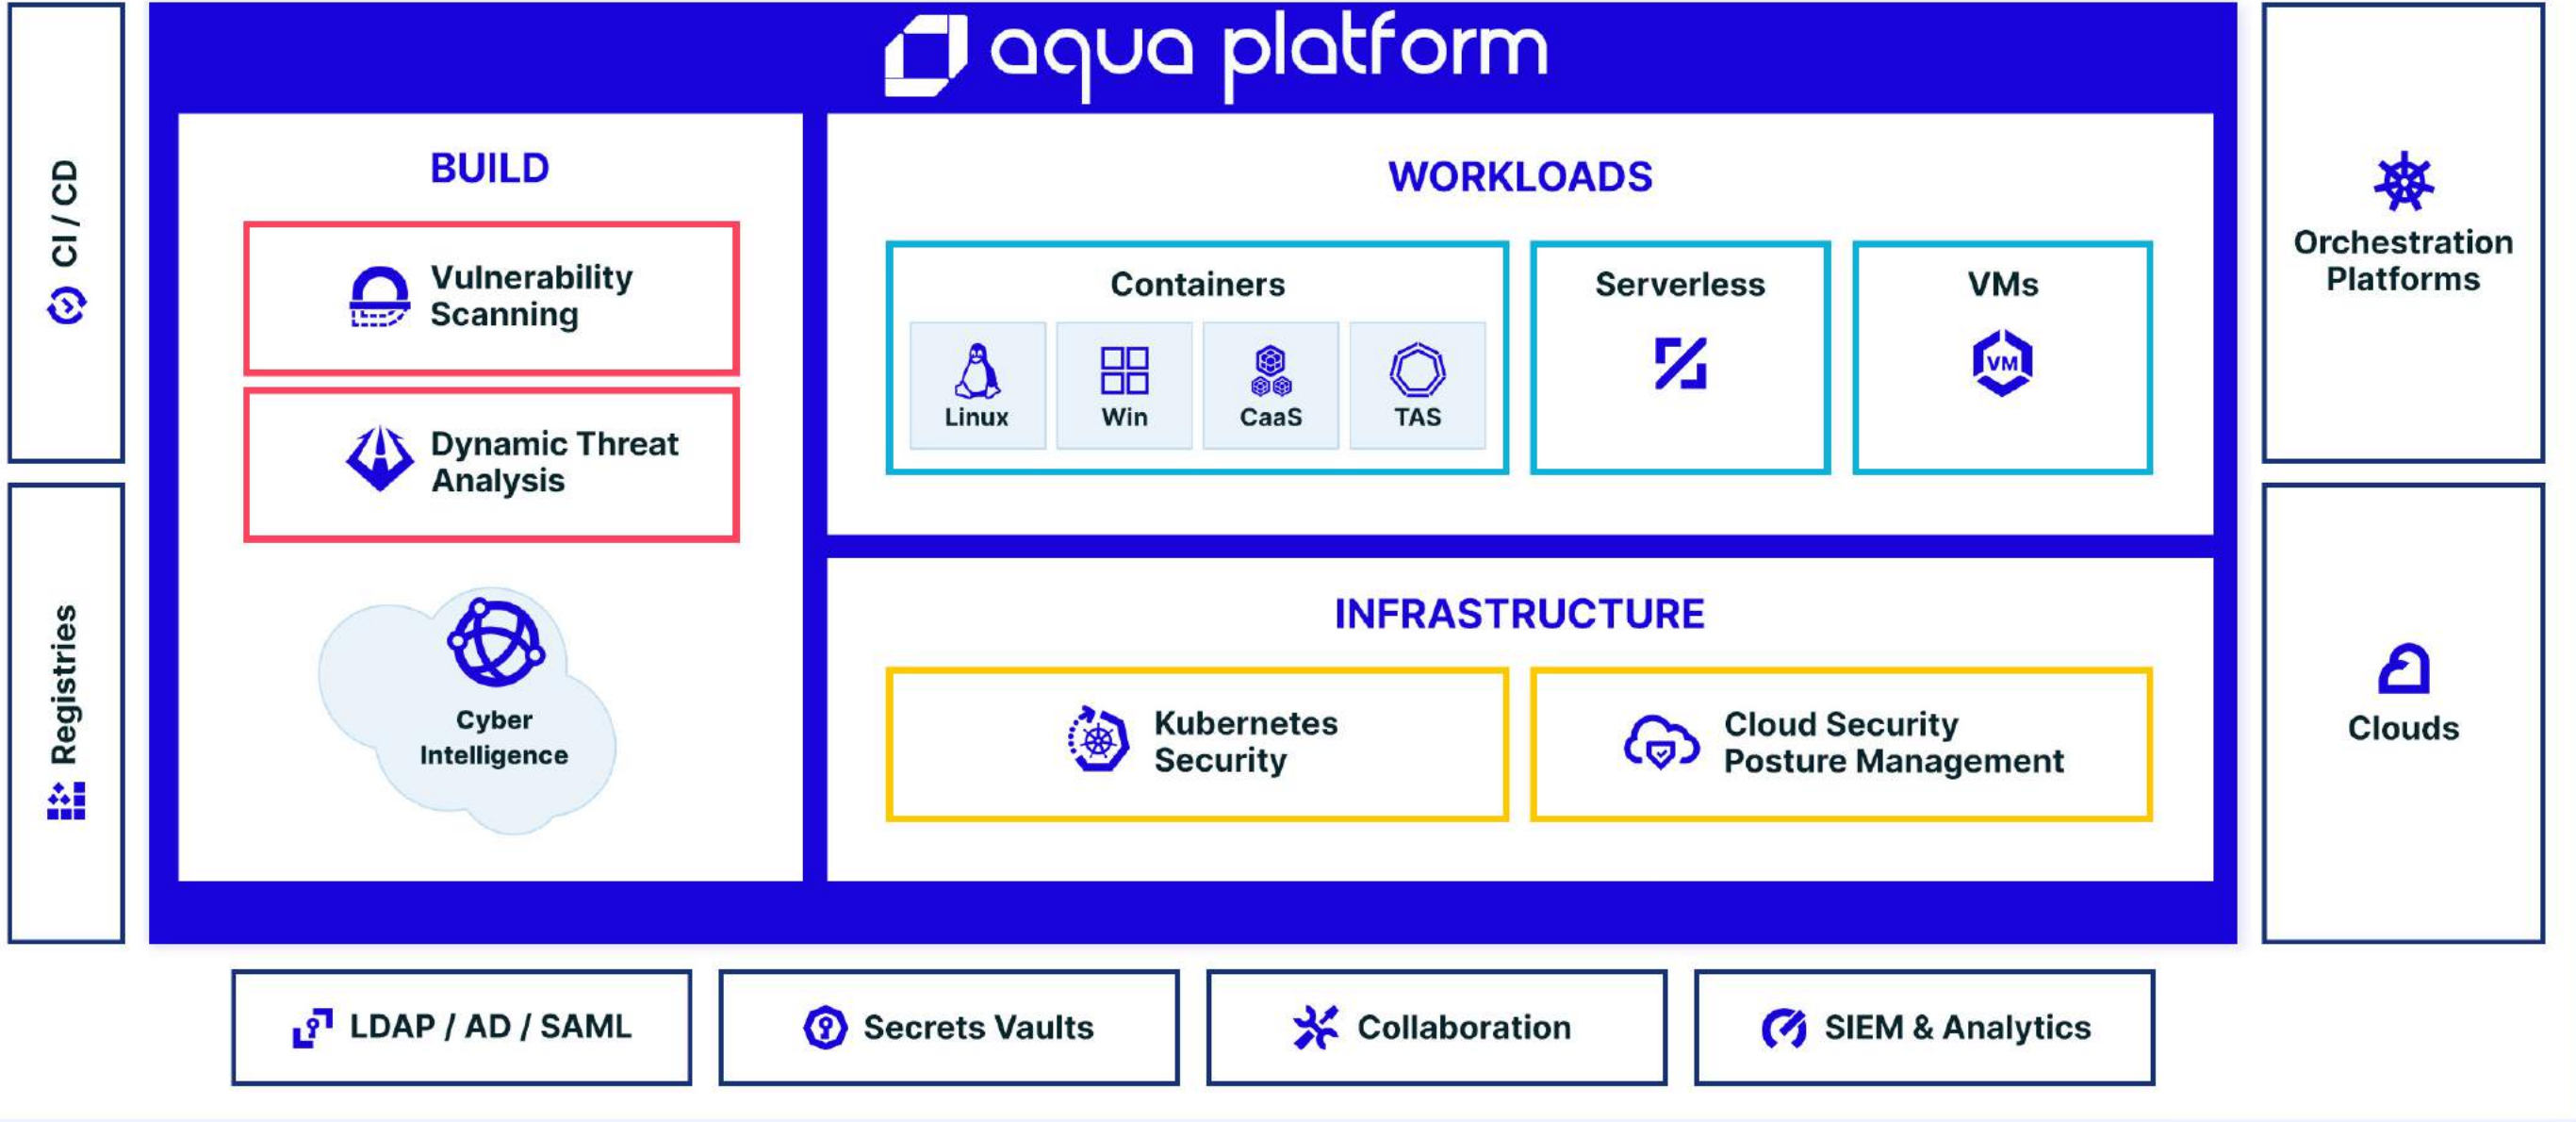 aqua platform
CI / CD
Registries
BUILD
Vulnerability
Scanning
Dynamic Threat
Analysis
Cyber
Intelligence
WORKLOADS
Containers
Linux
Win
CaaS
TAS
Serverless
VMs
VM
INFRASTRUCTURE
Kubernetes
Security
Cloud Security
Posture Management
Orchestration
Platforms
Clouds
LDAP / AD / SAML
Secrets Vaults
Collaboration
SIEM & Analytics